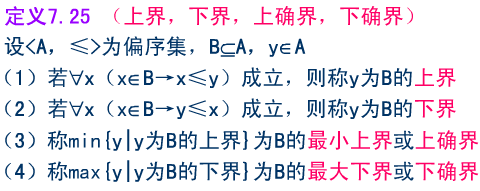 定义7.25 （上界，下界，上确界，下确界）
设<A，≤>为偏序集，B⊆A，y∈A
（1）若∀x（x∈B→x≤y）成立，则称y为B的上界
（2）若∀x（x∈B→y≤x）成立，则称y为B的下界
（3）称min{y|y为B的上界}为B的最小上界或上确界
（4）称max{y|y为B的下界}为B的最大下界或下确界